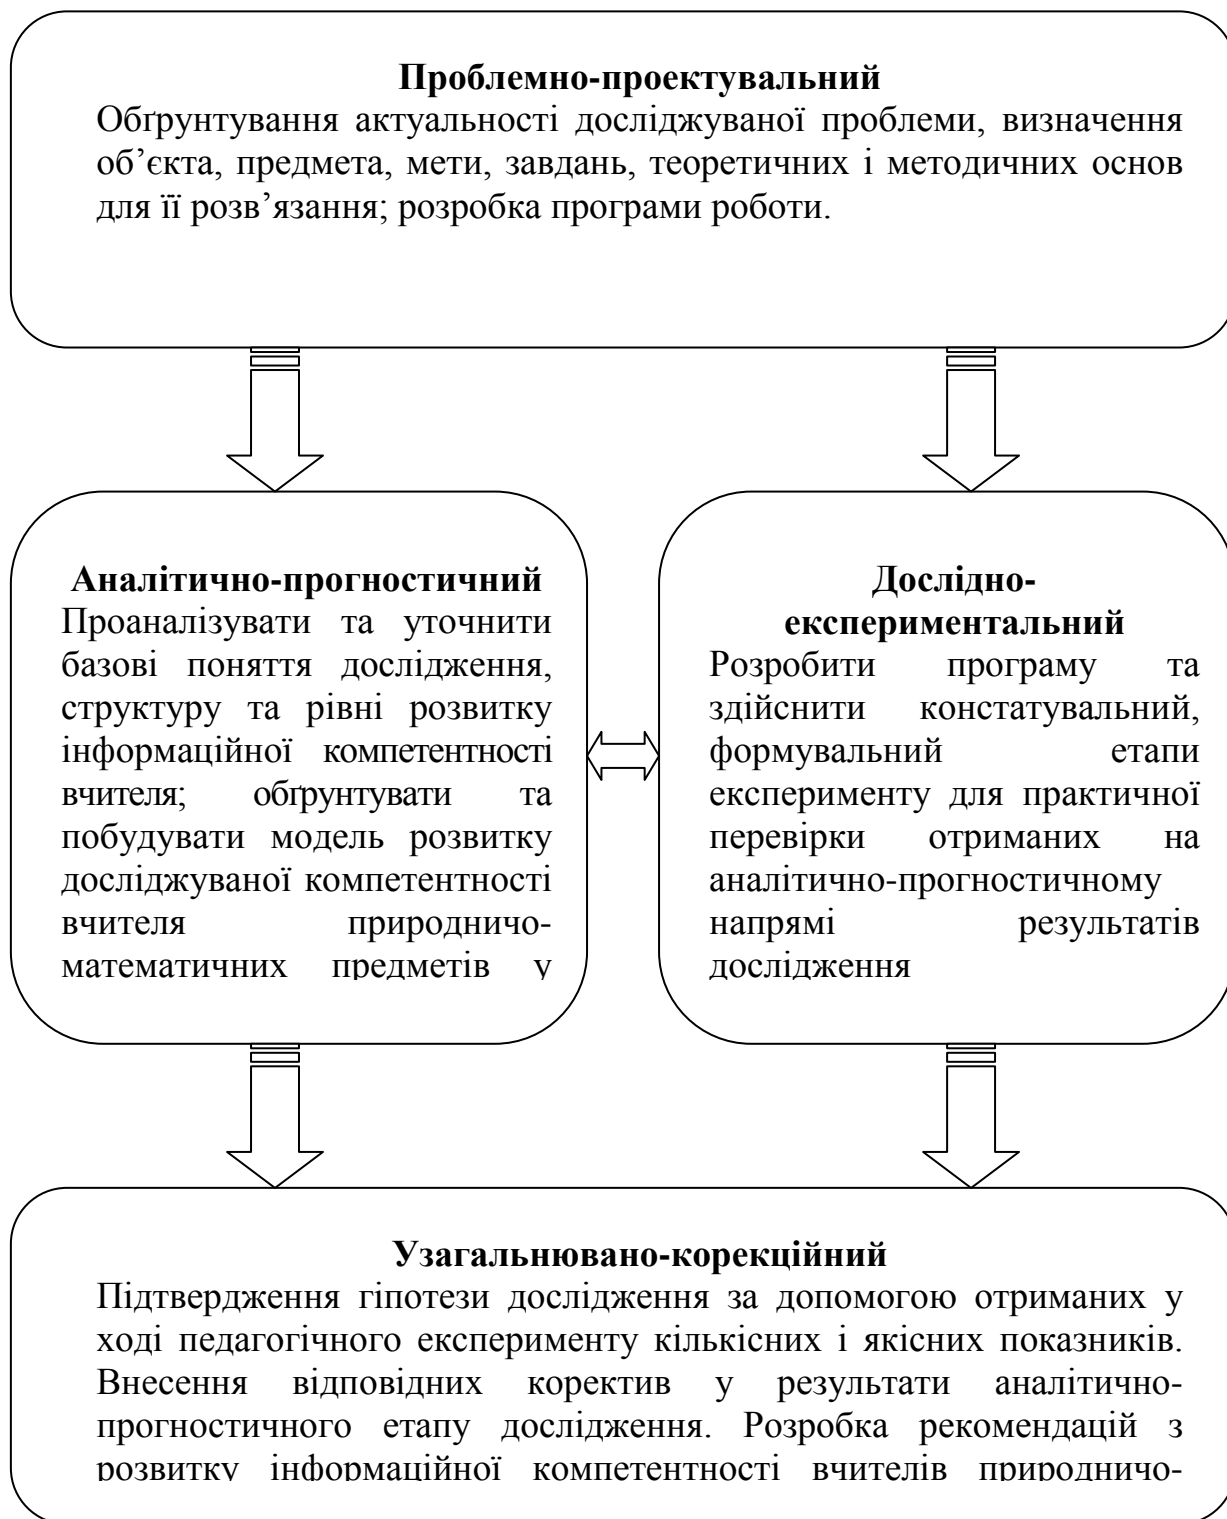 Проблемно-проектувальний
Обґрунтування актуальності досліджуваної проблеми, визначення
об’єкта, предмета, мети, завдань, теоретичних і методичних основ
для її розв’язання; розробка програми роботи.
Аналітично-прогностичний
Проаналізувати та уточнити
базові поняття дослідження,
структуру та рівні розвитку
інформаційної компетентності
вчителя; обґрунтувати та
побудувати модель розвитку
досліджуваної компетентності
вчителя природничо-
математичних предметів у
Дослідно-
експериментальний
Розробити програму та
здійснити констатувальний,
формувальний етапи
експерименту для практичної
перевірки отриманих на
аналітично-прогностичному
напрямі результатів
дослідження
Узагальнювано-корекційний
Підтвердження гіпотези дослідження за допомогою отриманих у
ході педагогічного експерименту кількісних і якісних показників.
Внесення відповідних коректив у результати аналітично-
прогностичного етапу дослідження. Розробка рекомендацій з
розвитку інформаційної компетентності вчителів природничо-